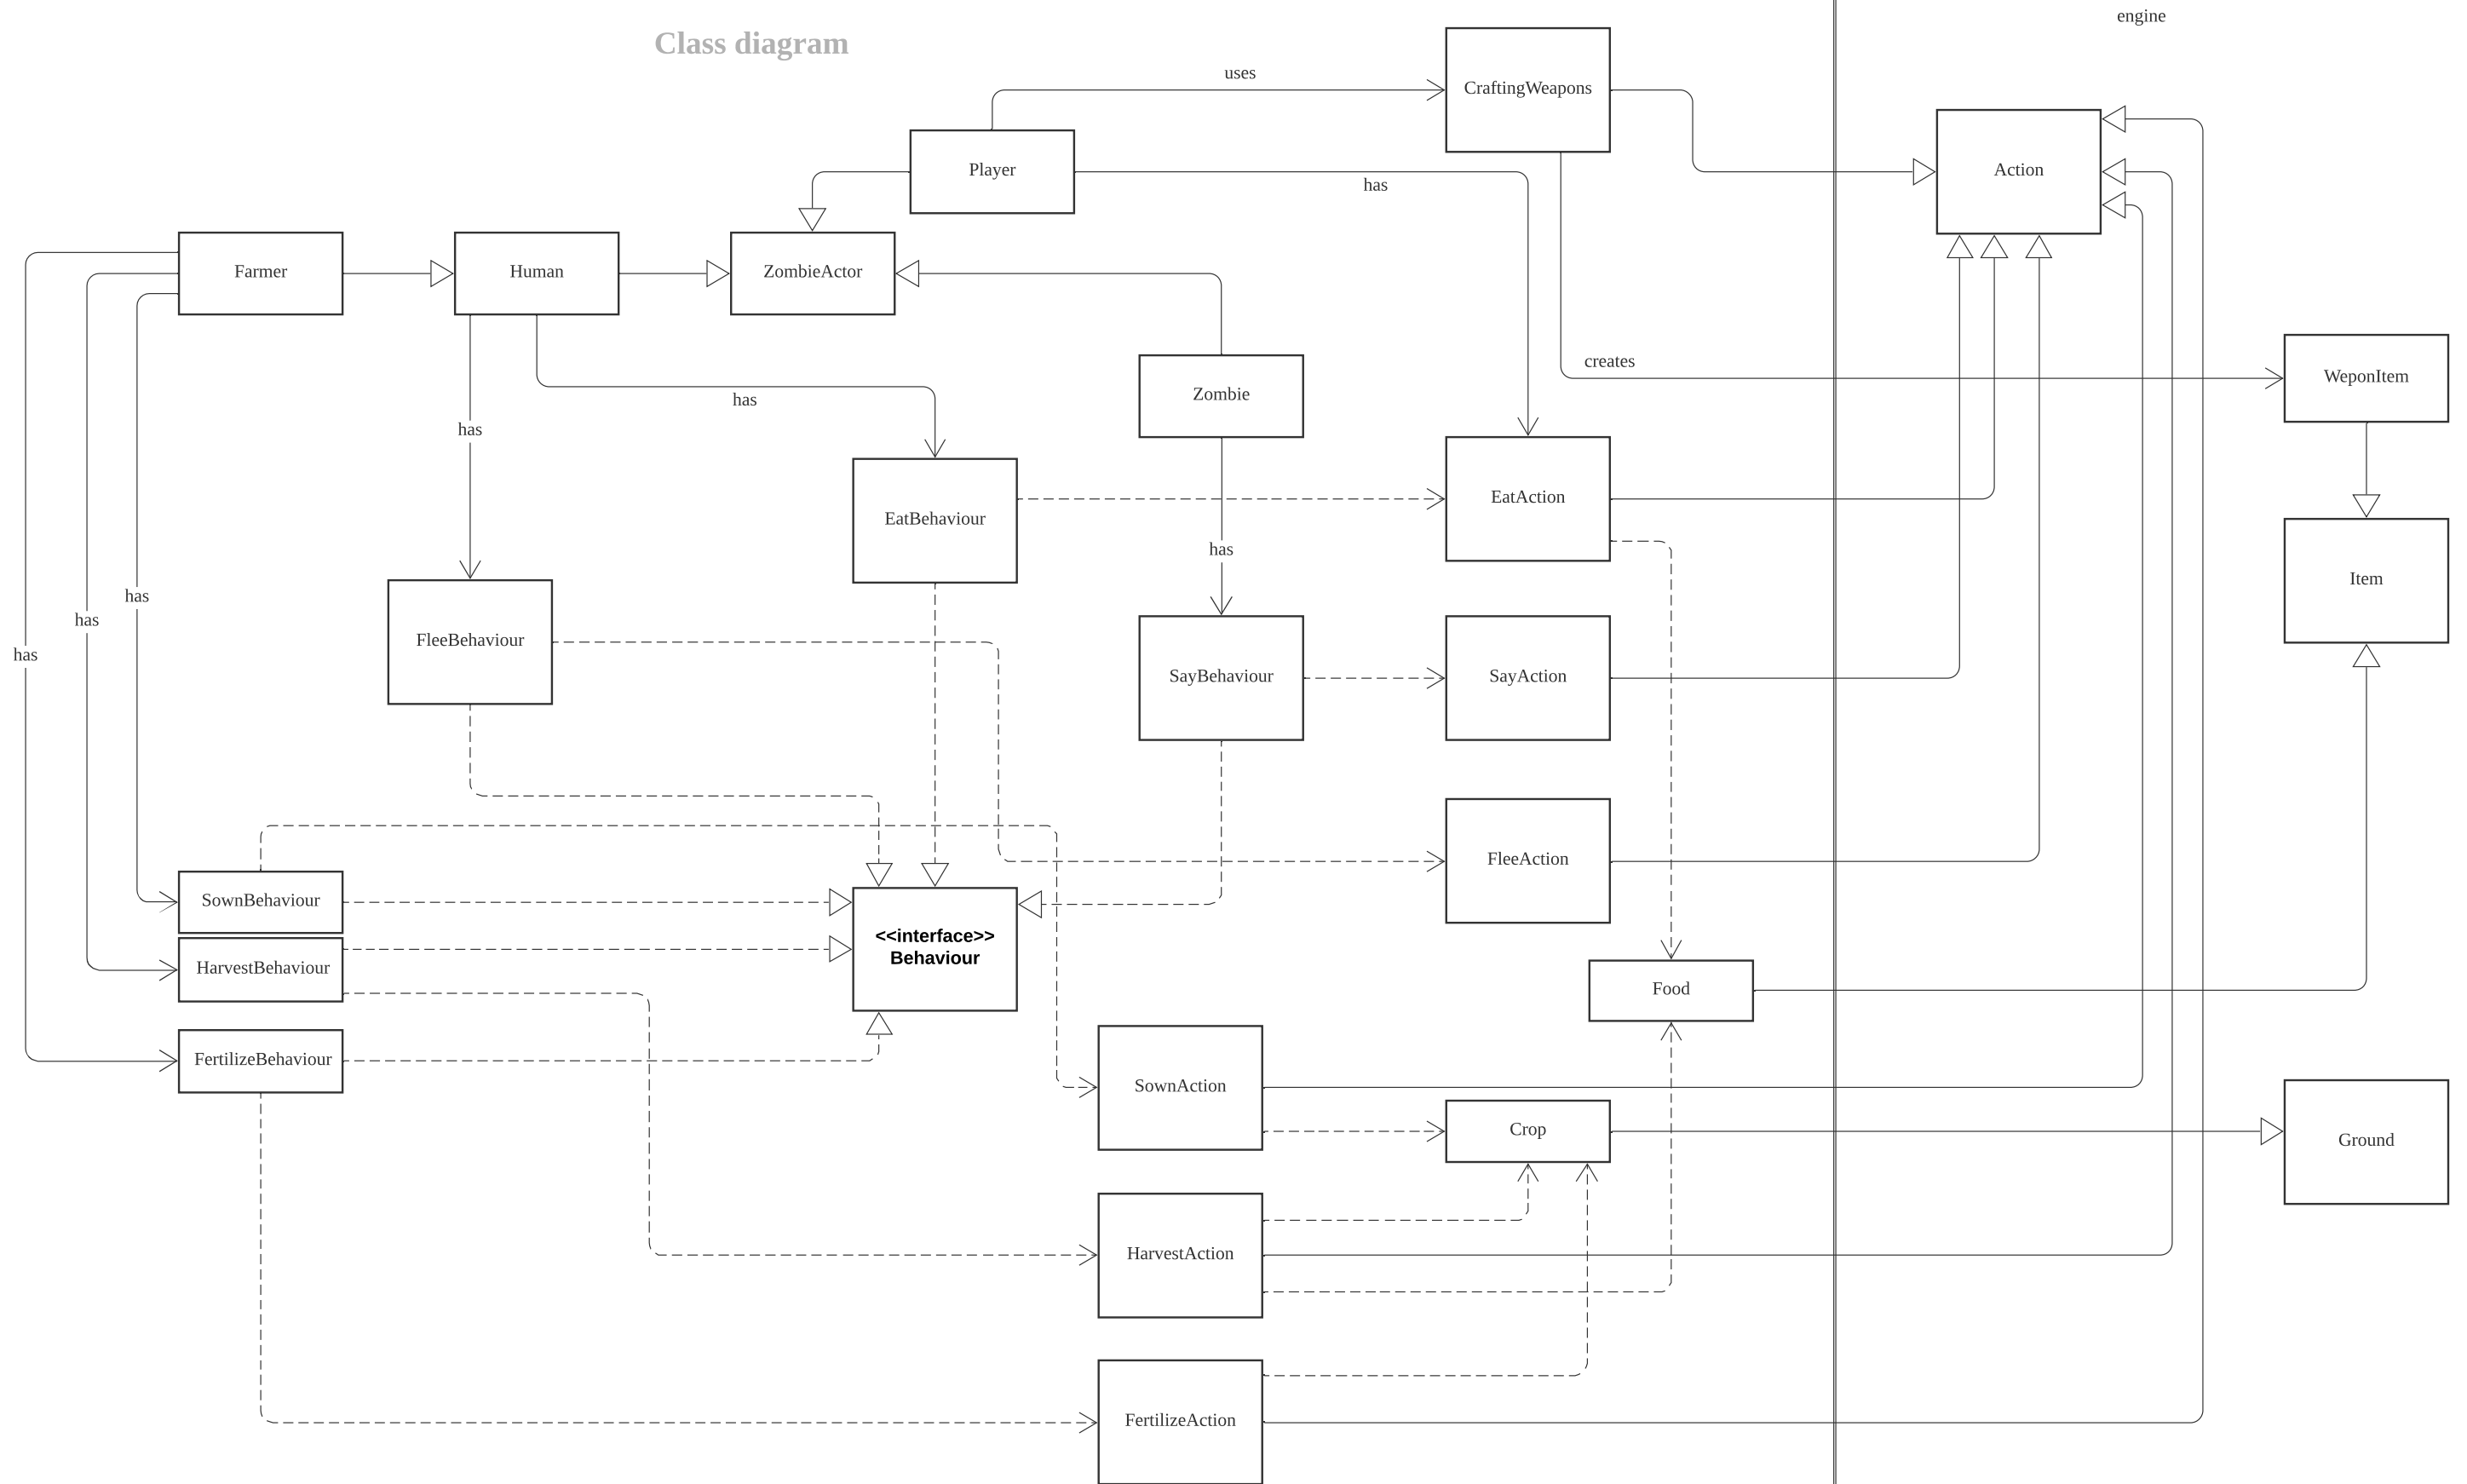 engine
Class diagram
uses
CraftingWeapons
Player
Action
has
Farmer
Human
ZombieActor
creates
WeponItem
Zombie
has
has
EatBehaviour
EatAction
has
Item
has
has
has
FleeBehaviour
SayBehaviour
SayAction
FleeAction
SownBehaviour
<<interface>>
Behaviour
HarvestBehaviour
Food
FertilizeBehaviour
SownAction
Crop
Ground
HarvestAction
FertilizeAction